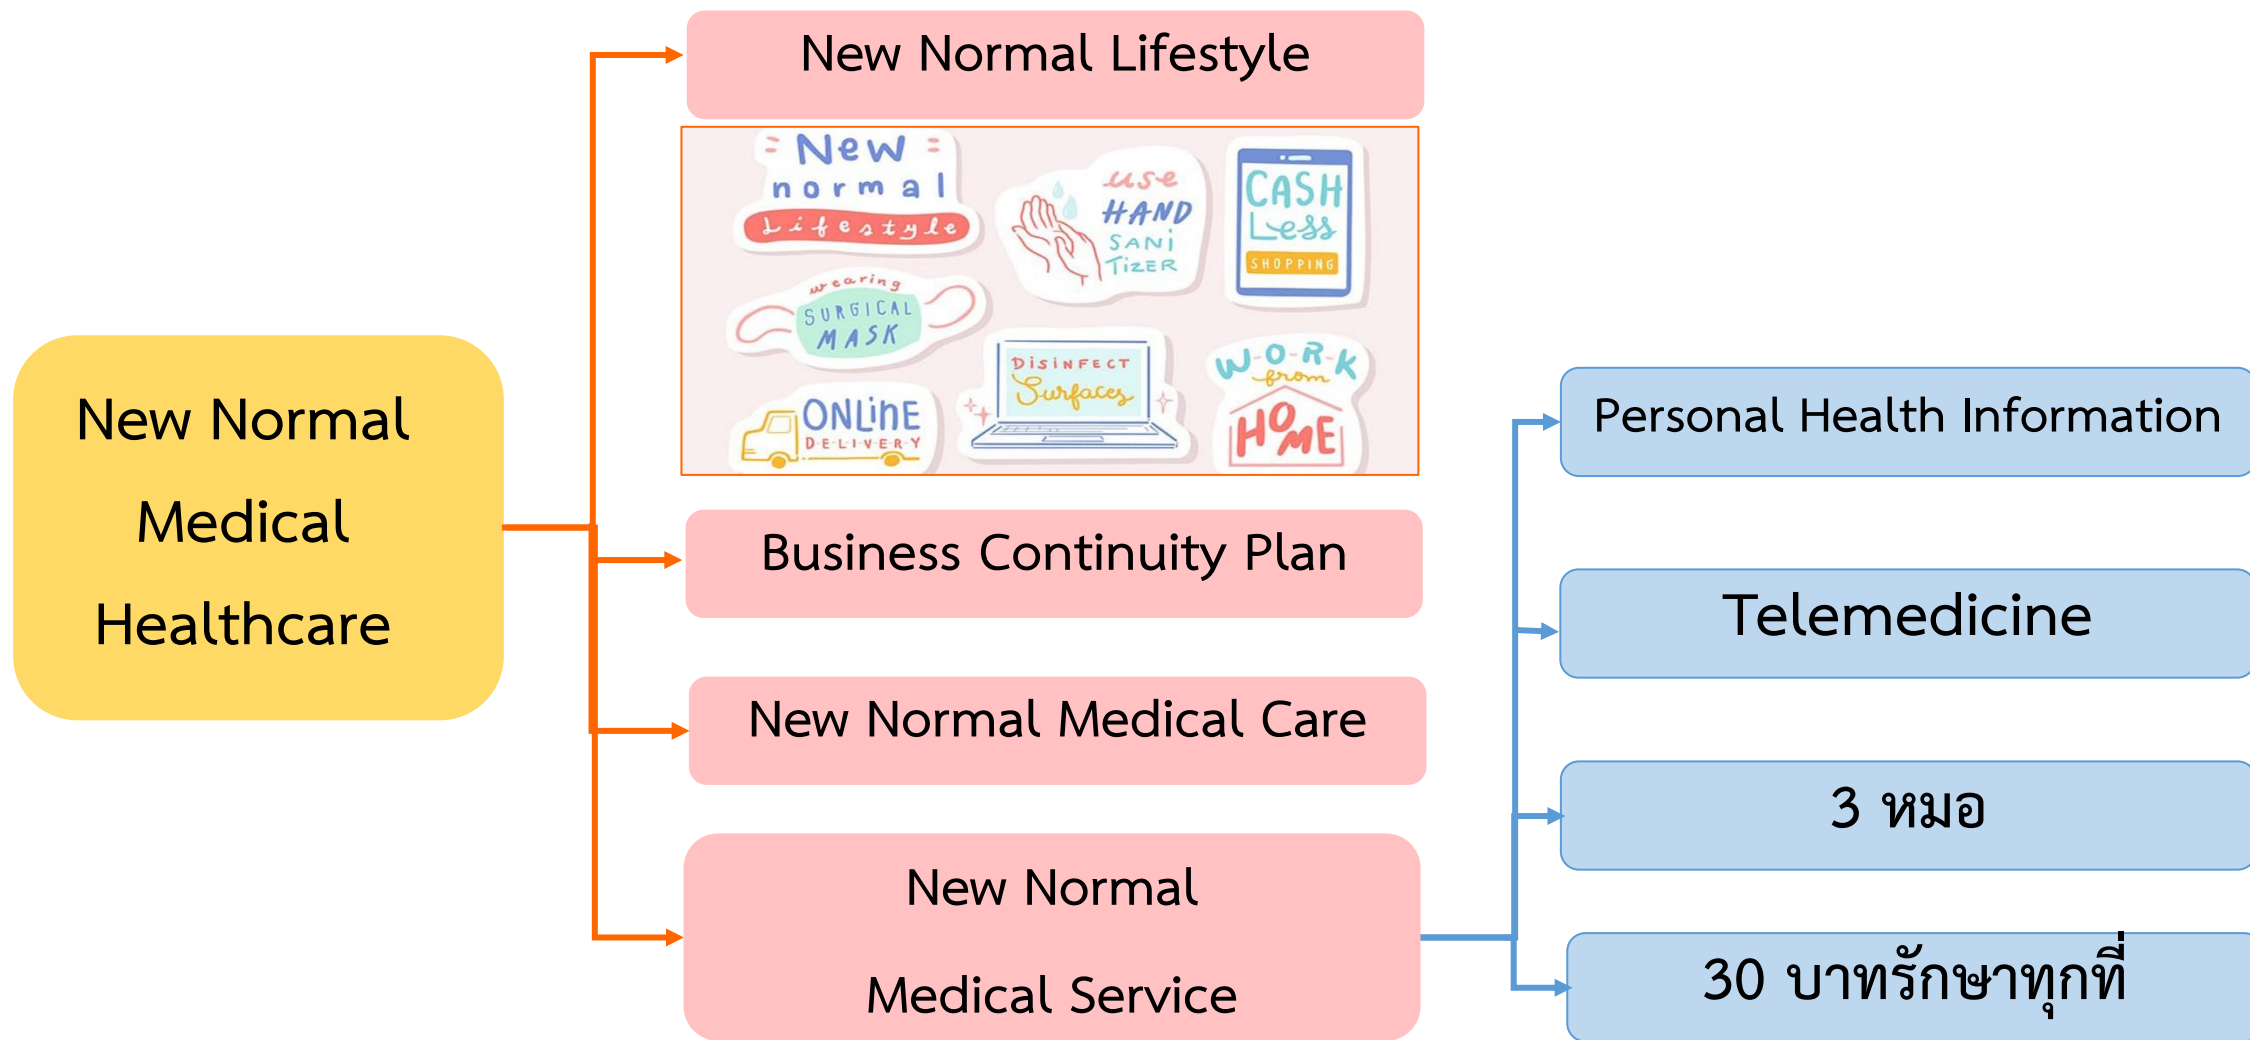 New Normal
Medical
Healthcare
New Normal Lifestyle
New
normal
Lifestyle
use
HAND
SANi
TiZER
CASH
Less
SHOPPING
wearing
SURGICAL
MASK
DiSiNFECT
Surfaces
W-O-R-K
from
HOME
ONLinE
DELIVERY
Business Continuity Plan
New Normal Medical Care
New Normal
Medical Service
Personal Health Information
Telemedicine
3 หมอ
30 บาทรักษาทุกที่